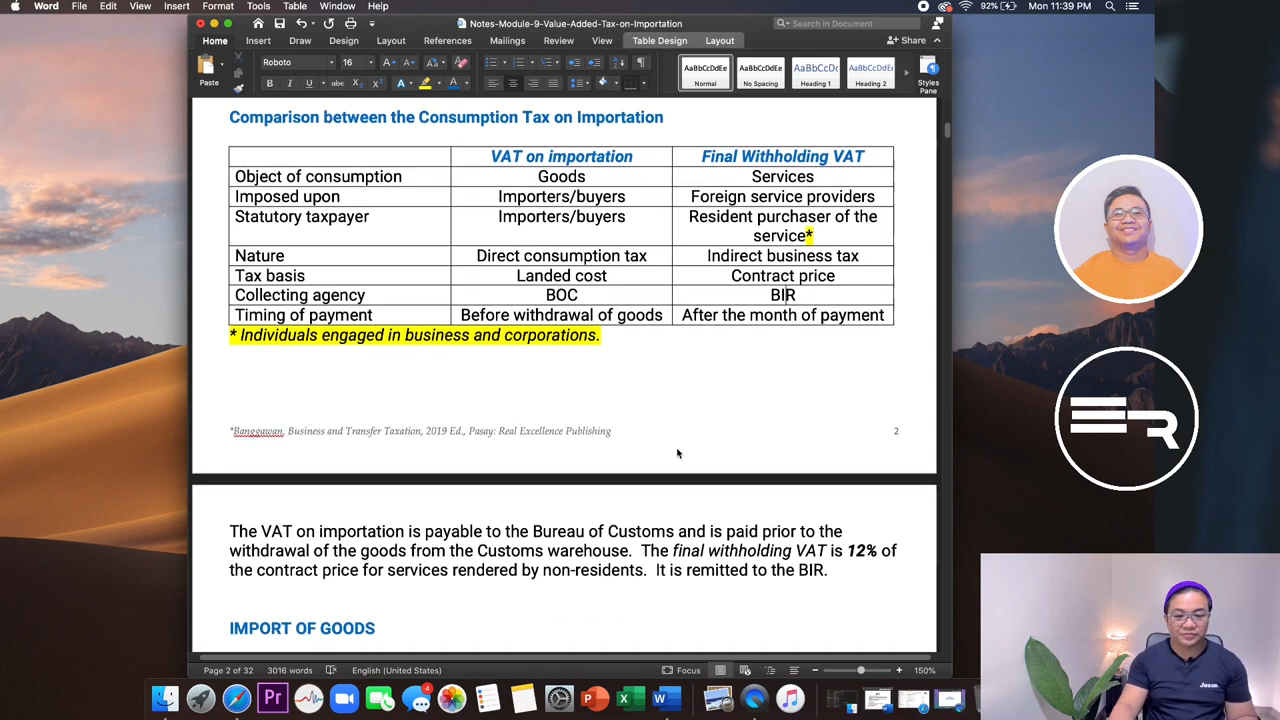 Word File Edit View Insert Format Tools Table Window Help 92% Mon 11:39 PM
Notes-Module-9-Value-Added-Tax-on-Importation Search in Document
Home Insert Draw Design Layout References Mailings Review View Table Design Layout Share
Paste Roboto 16 AaBbCcDdEe AaBbCcDdEe AaBbCcDc AaBbCcDdEe
B I U Normal No Spacing Heading 1 Heading 2 Styles Pane
Comparison between the Consumption Tax on Importation
VAT on importation Final Withholding VAT
Object of consumption Goods Services
Imposed upon Importers/buyers Foreign service providers
Statutory taxpayer Importers/buyers Resident purchaser of the
service*
Nature Direct consumption tax Indirect business tax
Tax basis Landed cost Contract price
Collecting agency BOC BIR
Timing of payment Before withdrawal of goods After the month of payment
* Individuals engaged in business and corporations.
*Banggawan, Business and Transfer Taxation, 2019 Ed., Pasay: Real Excellence Publishing 2
The VAT on importation is payable to the Bureau of Customs and is paid prior to the
withdrawal of the goods from the Customs warehouse. The final withholding VAT is 12% of
the contract price for services rendered by non-residents. It is remitted to the BIR.
IMPORT OF GOODS
Page 2 of 32 3016 words English (United States) Focus 150%
ER
Jesus.
Pr
4